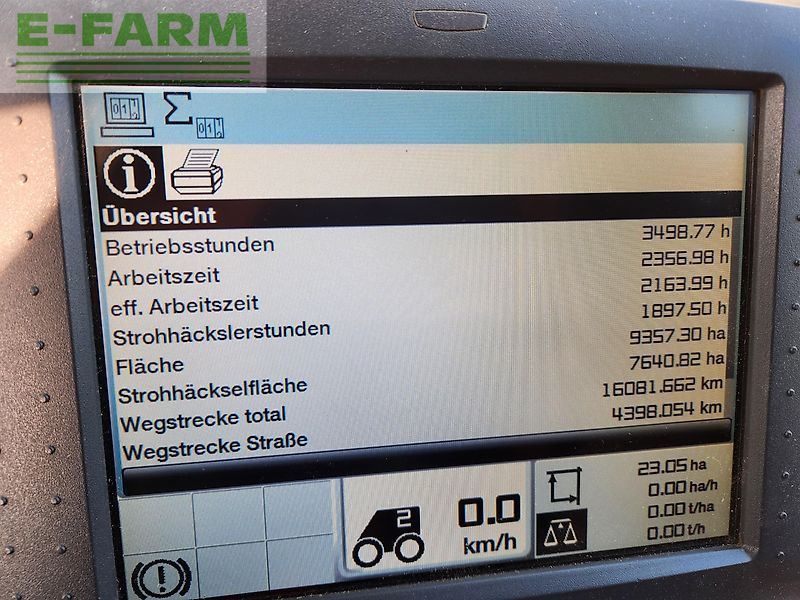 E-FARM
Übersicht
Betriebsstunden 3498.77 h
Arbeitszeit 2356.98 h
eff. Arbeitszeit 2163.99 h
Strohhäckslerstunden 1897.50 h
Fläche 9357.30 ha
Strohhäckselfläche 7640.82 ha
Wegstrecke total 16081.662 km
Wegstrecke Straße 4398.054 km
2
0.0
km/h
23.05 ha
0.00 ha/h
0.00 t/ha
0.00 t/h